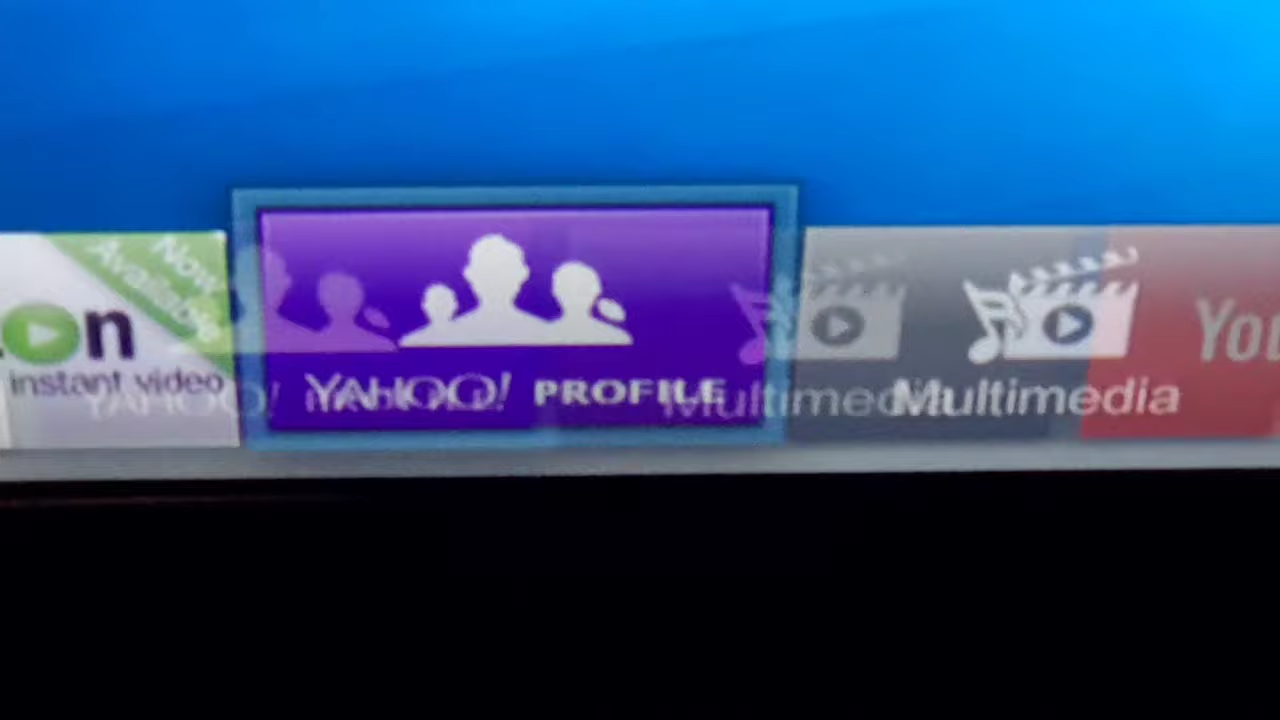 Now
Available
on
instant video
YAHOO! PROFILE
Multimedia
Multimedia
You